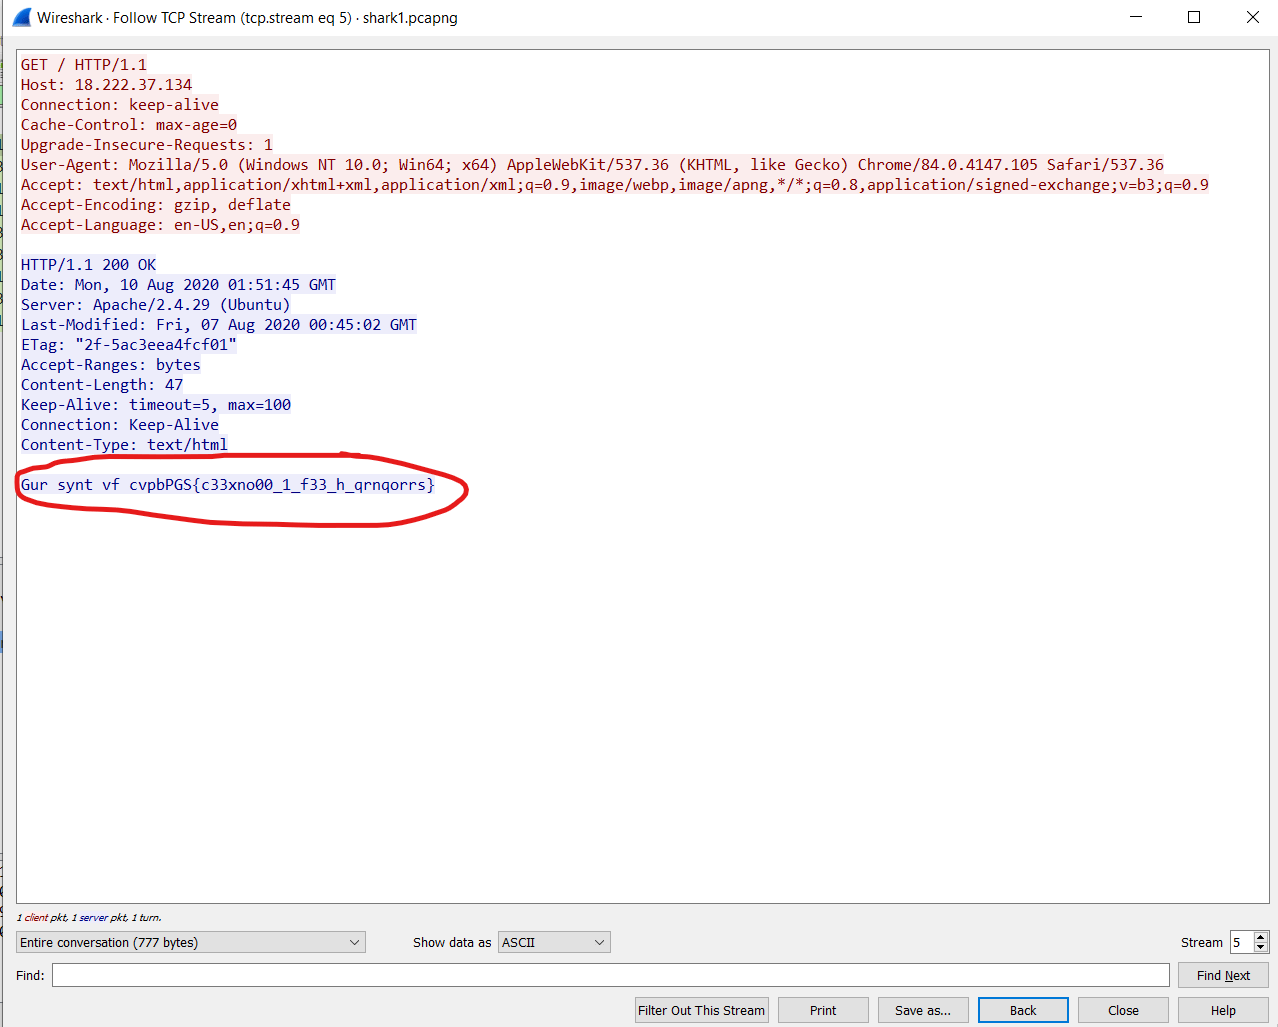 Wireshark · Follow TCP Stream (tcp.stream eq 5) · shark1.pcapng
GET / HTTP/1.1
Host: 18.222.37.134
Connection: keep-alive
Cache-Control: max-age=0
Upgrade-Insecure-Requests: 1
User-Agent: Mozilla/5.0 (Windows NT 10.0; Win64; x64) AppleWebKit/537.36 (KHTML, like Gecko) Chrome/84.0.4147.105 Safari/537.36
Accept: text/html,application/xhtml+xml,application/xml;q=0.9,image/webp,image/apng,*/*;q=0.8,application/signed-exchange;v=b3;q=0.9
Accept-Encoding: gzip, deflate
Accept-Language: en-US,en;q=0.9
HTTP/1.1 200 OK
Date: Mon, 10 Aug 2020 01:51:45 GMT
Server: Apache/2.4.29 (Ubuntu)
Last-Modified: Fri, 07 Aug 2020 00:45:02 GMT
ETag: "2f-5ac3eea4fcf01"
Accept-Ranges: bytes
Content-Length: 47
Keep-Alive: timeout=5, max=100
Connection: Keep-Alive
Content-Type: text/html
Gur synt vf cvpbPGS{c33xno00_1_f33_h_qrnqorrs}
1 client pkt, 1 server pkt, 1 turn.
Entire conversation (777 bytes) Show data as ASCII Stream 5
Find: Find Next
Filter Out This Stream Print Save as... Back Close Help